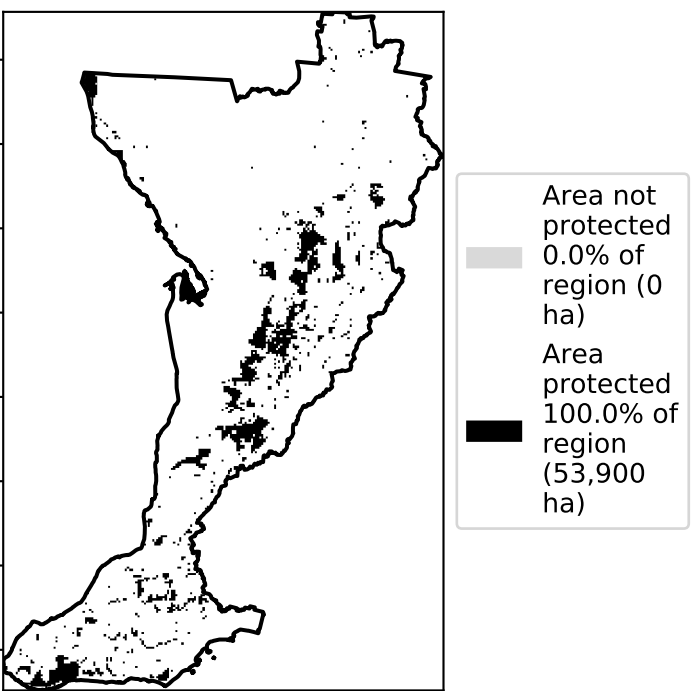 Area not
protected
0.0% of
region (0
ha)
Area
protected
100.0% of
region
(53,900
ha)